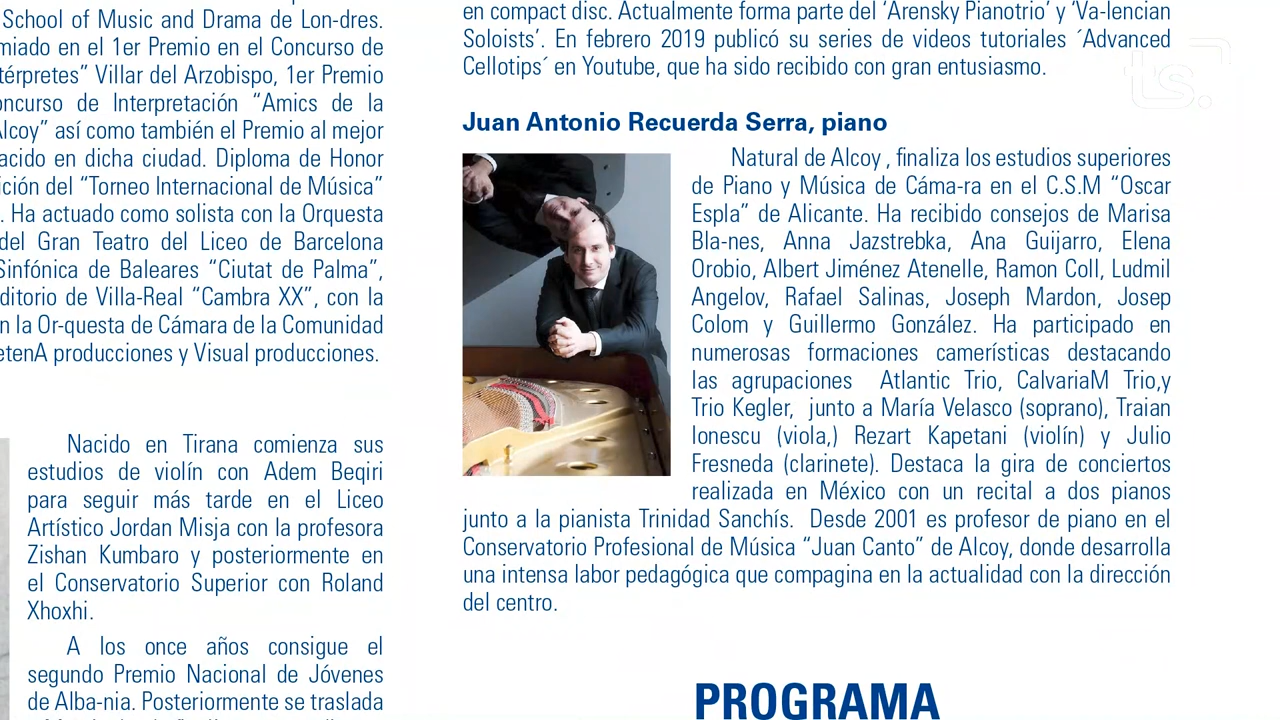 School of Music and Drama de Lon-dres.
miado en el 1er Premio en el Concurso de
térpretes” Villar del Arzobispo, 1er Premio
oncurso de Interpretación “Amics de la
Alcoy” así como también el Premio al mejor
acido en dicha ciudad. Diploma de Honor
ición del “Torneo Internacional de Música”
. Ha actuado como solista con la Orquesta
del Gran Teatro del Liceo de Barcelona
Sinfónica de Baleares “Ciutat de Palma”,
ditorio de Villa-Real “Cambra XX”, con la
n la Or-questa de Cámara de la Comunidad
etenA producciones y Visual producciones.
Nacido en Tirana comienza sus
estudios de violín con Adem Beqiri
para seguir más tarde en el Liceo
Artístico Jordan Misja con la profesora
Zishan Kumbaro y posteriormente en
el Conservatorio Superior con Roland
Xhoxhi.
A los once años consigue el
segundo Premio Nacional de Jóvenes
de Alba-nia. Posteriormente se traslada
en compact disc. Actualmente forma parte del ‘Arensky Pianotrio’ y ‘Va-lencian
Soloists’. En febrero 2019 publicó su series de videos tutoriales ´Advanced
Cellotips´ en Youtube, que ha sido recibido con gran entusiasmo.
Juan Antonio Recuerda Serra, piano
Natural de Alcoy , finaliza los estudios superiores
de Piano y Música de Cáma-ra en el C.S.M “Oscar
Espla” de Alicante. Ha recibido consejos de Marisa
Bla-nes, Anna Jazstrebka, Ana Guijarro, Elena
Orobio, Albert Jiménez Atenelle, Ramon Coll, Ludmil
Angelov, Rafael Salinas, Joseph Mardon, Josep
Colom y Guillermo González. Ha participado en
numerosas formaciones camerísticas destacando
las agrupaciones Atlantic Trio, CalvariaM Trio,y
Trio Kegler, junto a María Velasco (soprano), Traian
Ionescu (viola,) Rezart Kapetani (violín) y Julio
Fresneda (clarinete). Destaca la gira de conciertos
realizada en México con un recital a dos pianos
junto a la pianista Trinidad Sanchís. Desde 2001 es profesor de piano en el
Conservatorio Profesional de Música “Juan Canto” de Alcoy, donde desarrolla
una intensa labor pedagógica que compagina en la actualidad con la dirección
del centro.
PROGRAMA
ts.